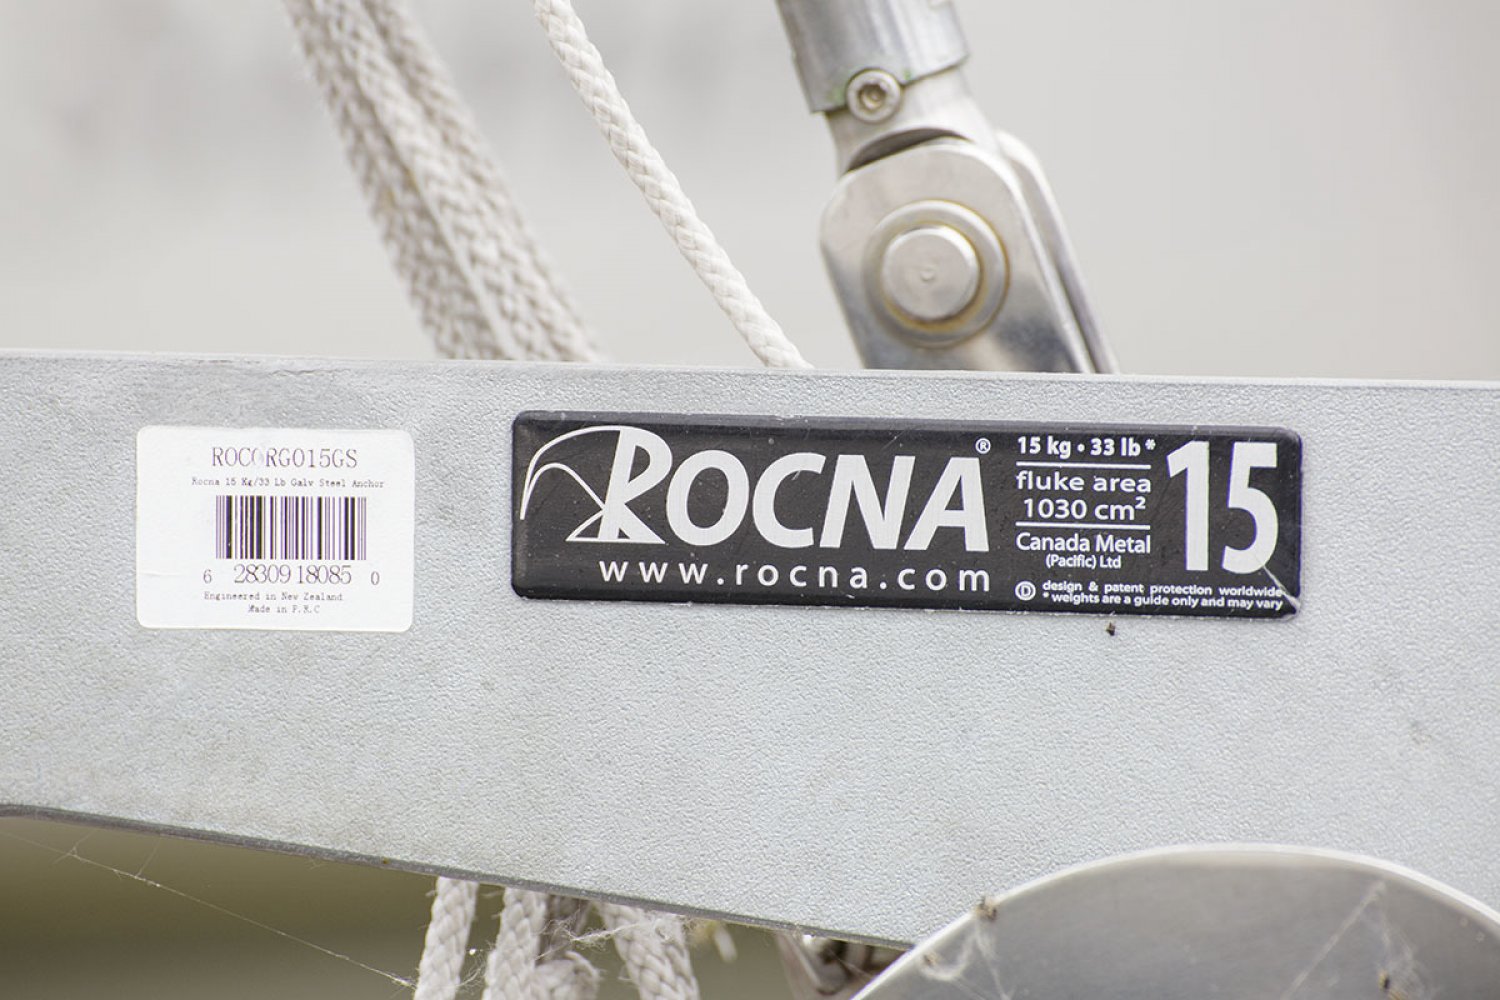 ROCORG015GS
Rocna 15 Kg/33 Lb Galv Steel Anchor
6 28309 18085 0
Engineered in New Zealand
Made in P.R.C
ROCNA®
www.rocna.com
15 kg • 33 lb *
fluke area
1030 cm²
Canada Metal
(Pacific) Ltd
Ⓓ design & patent protection worldwide
* weights are a guide only and may vary
15